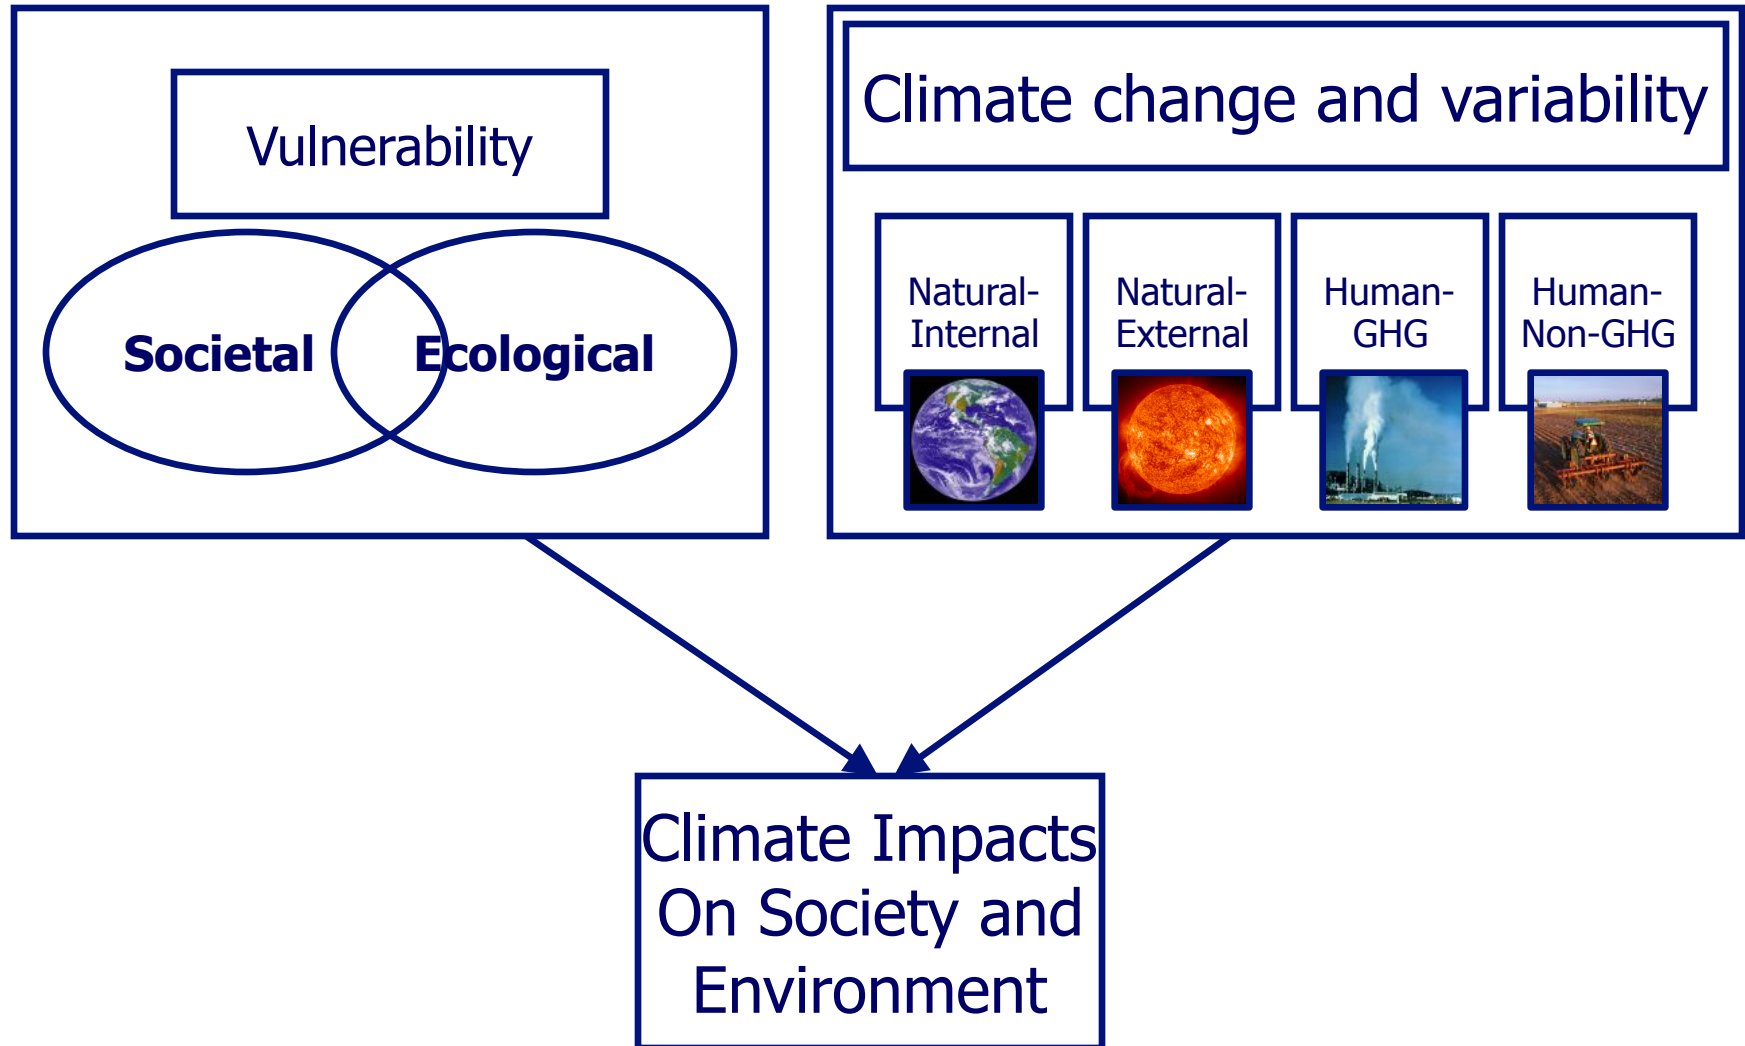 Vulnerability
Societal
Ecological
Climate change and variability
Natural-
Internal
Natural-
External
Human-
GHG
Human-
Non-GHG
Climate Impacts
On Society and
Environment